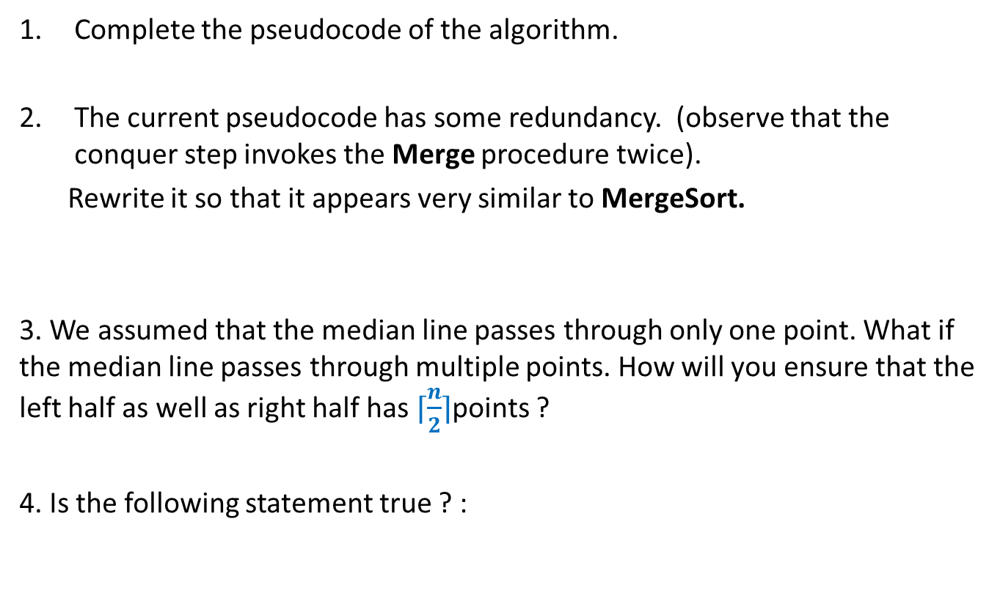 1. Complete the pseudocode of the algorithm.
2. The current pseudocode has some redundancy. (observe that the
conquer step invokes the Merge procedure twice).
Rewrite it so that it appears very similar to MergeSort.
3. We assumed that the median line passes through only one point. What if
the median line passes through multiple points. How will you ensure that the
left half as well as right half has ⌈n/2⌉points ?
4. Is the following statement true ? :